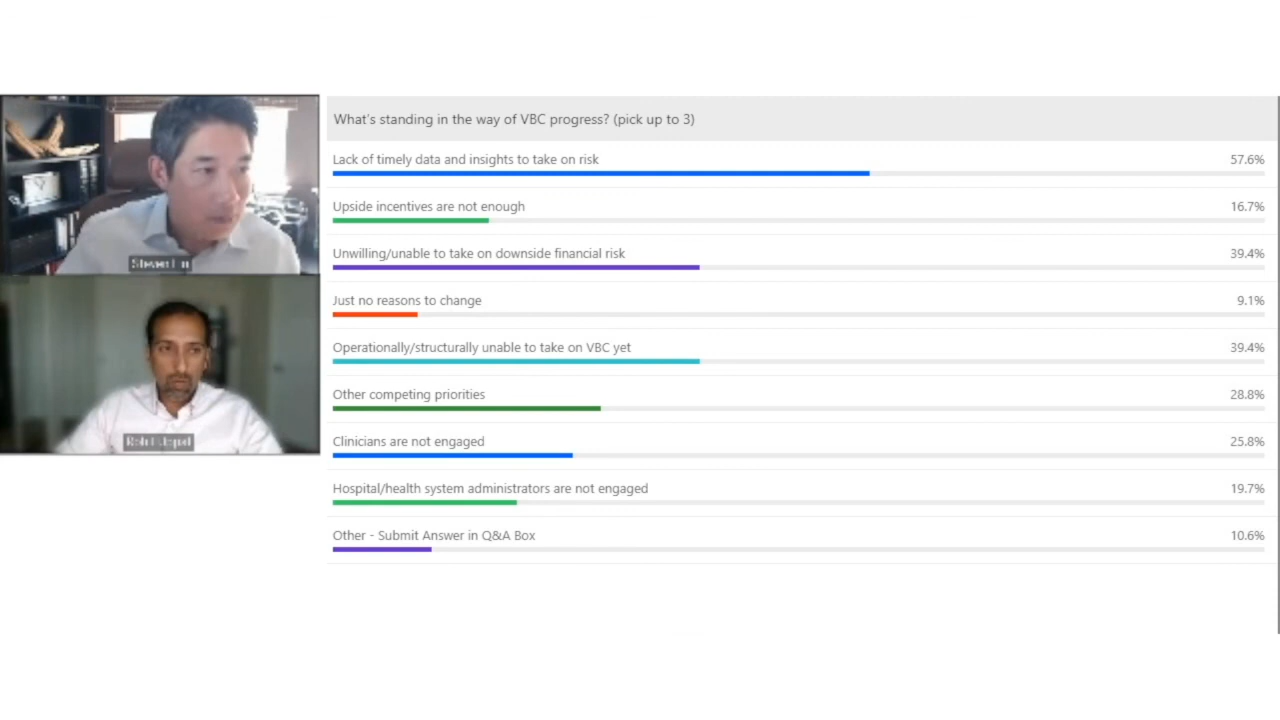 What's standing in the way of VBC progress? (pick up to 3)
Lack of timely data and insights to take on risk 57.6%
Upside incentives are not enough 16.7%
Unwilling/unable to take on downside financial risk 39.4%
Just no reasons to change 9.1%
Operationally/structurally unable to take on VBC yet 39.4%
Other competing priorities 28.8%
Clinicians are not engaged 25.8%
Hospital/health system administrators are not engaged 19.7%
Other - Submit Answer in Q&A Box 10.6%